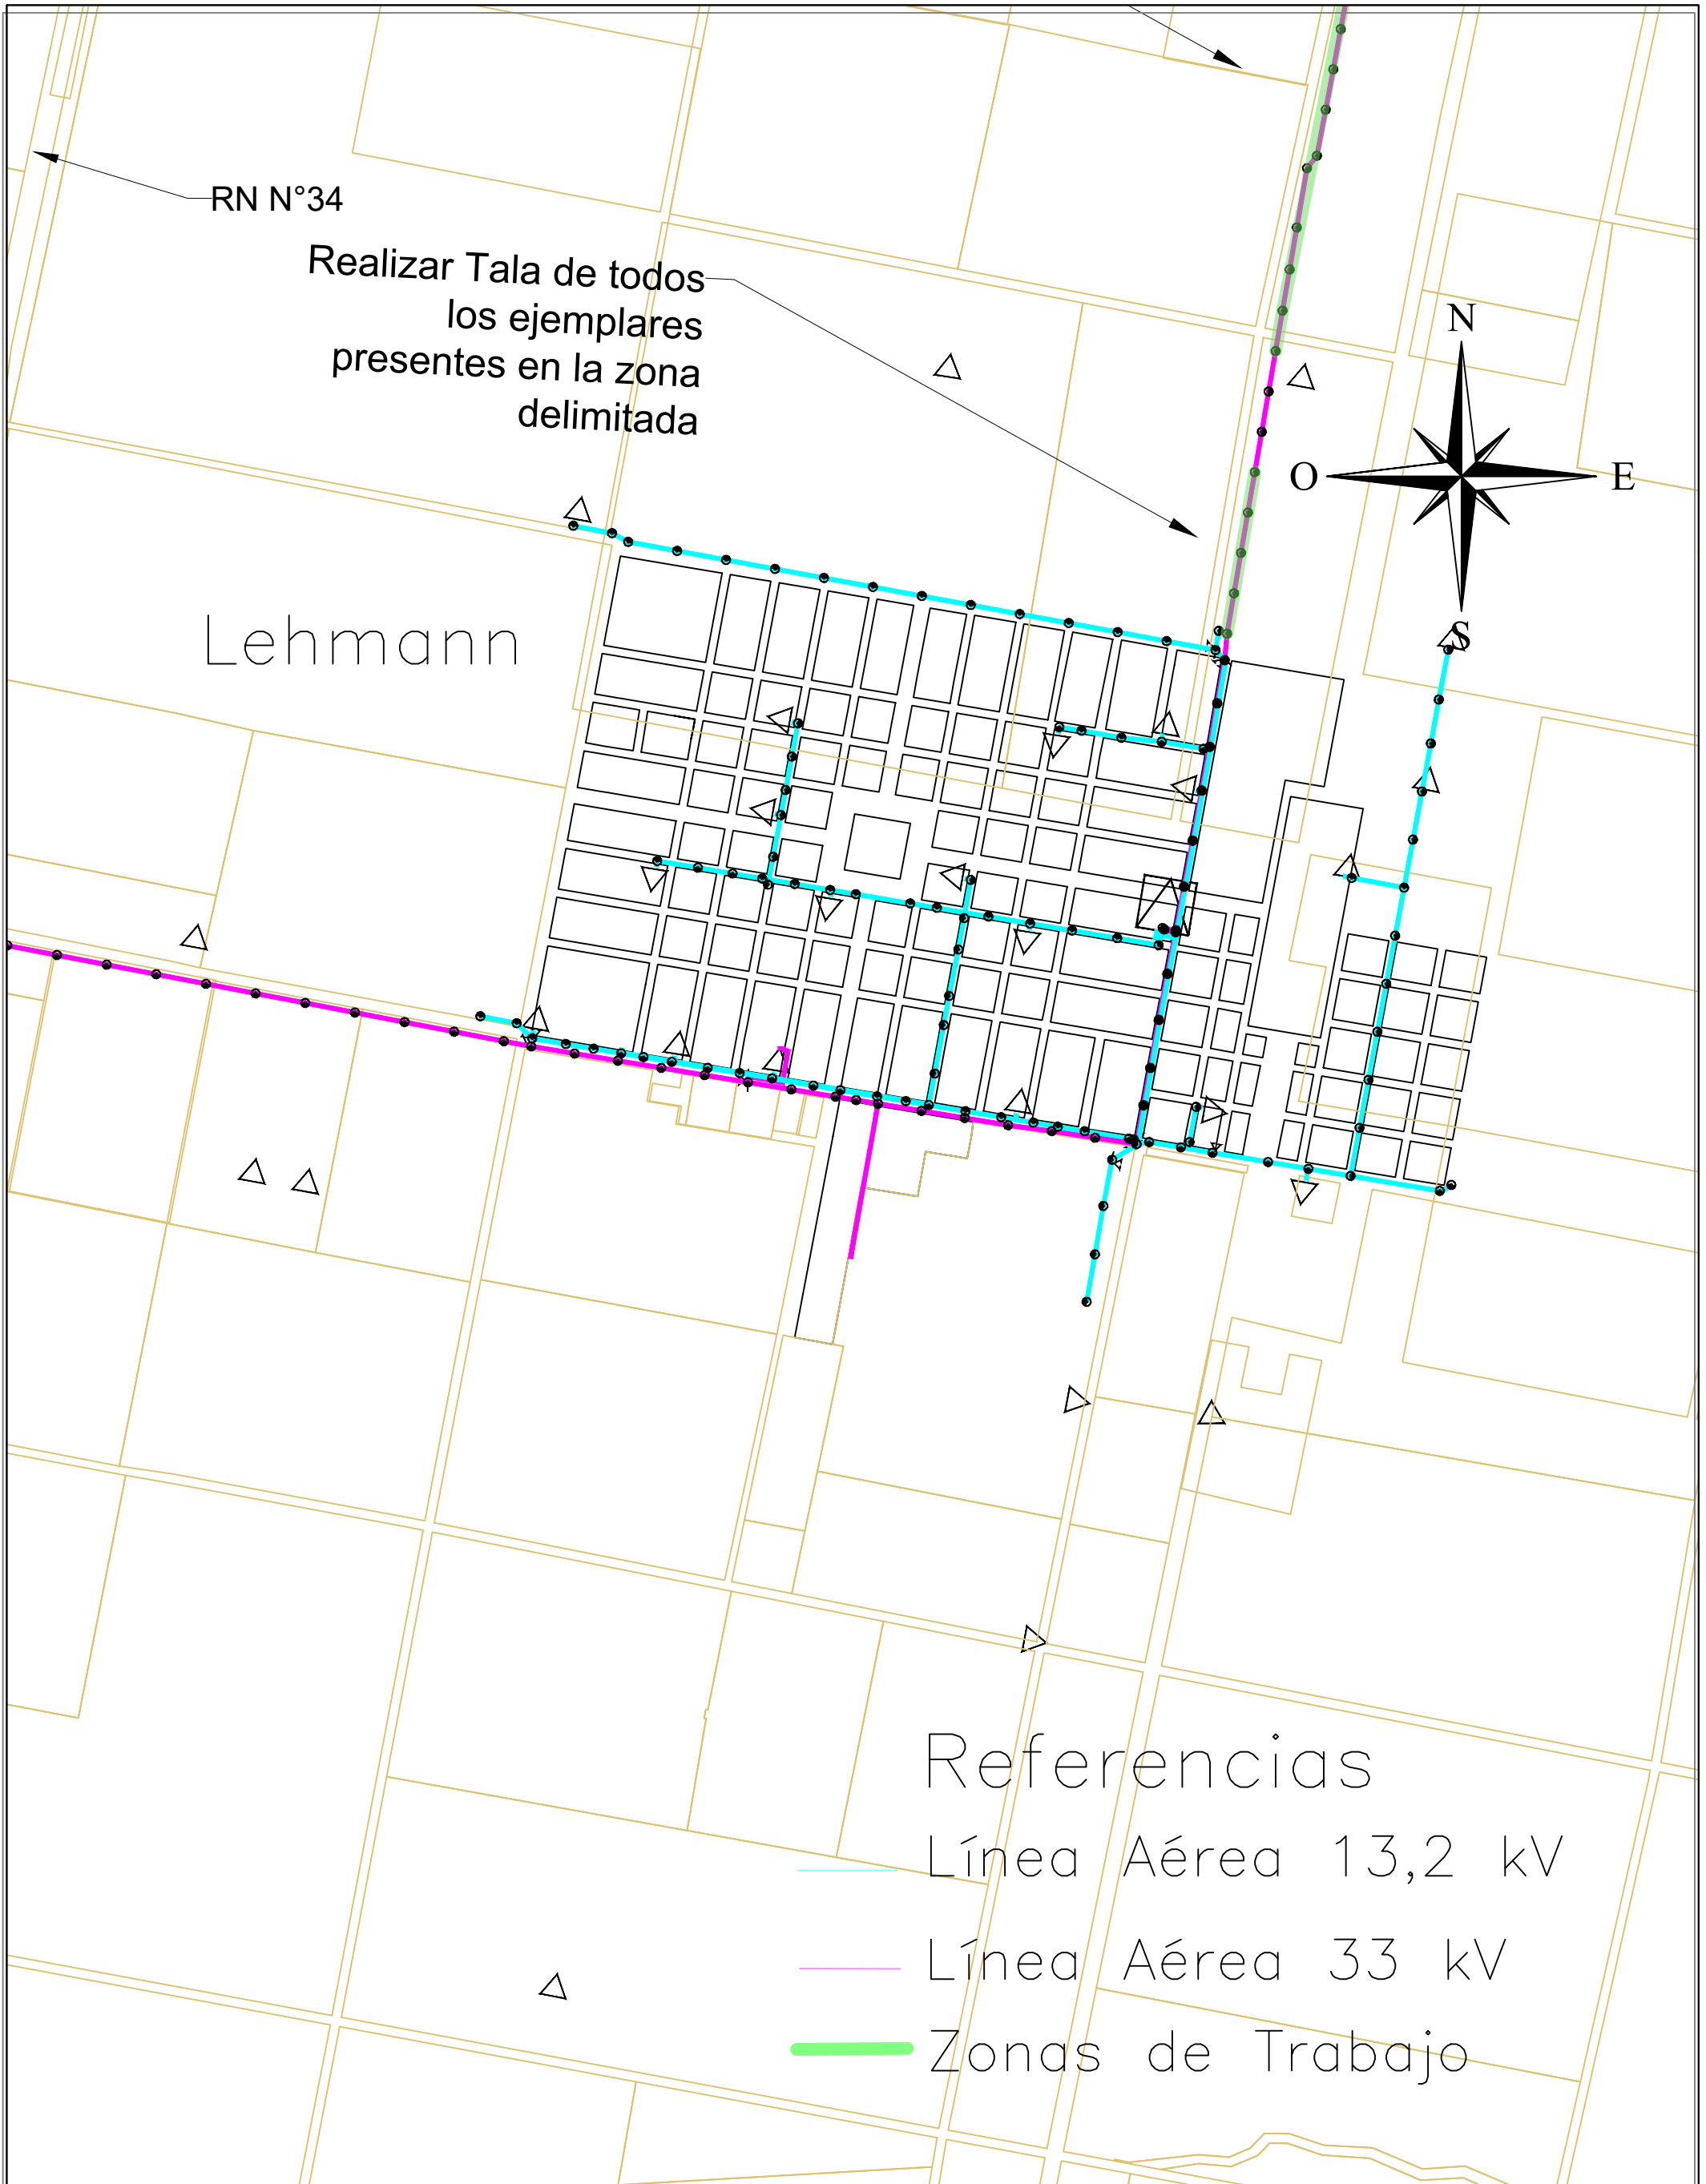 RN N°34
Realizar Tala de todos
los ejemplares
presentes en la zona
delimitada
N
O
E
S
Lehmann
Referencias
Línea Aérea 13,2 kV
Línea Aérea 33 kV
Zonas de Trabajo